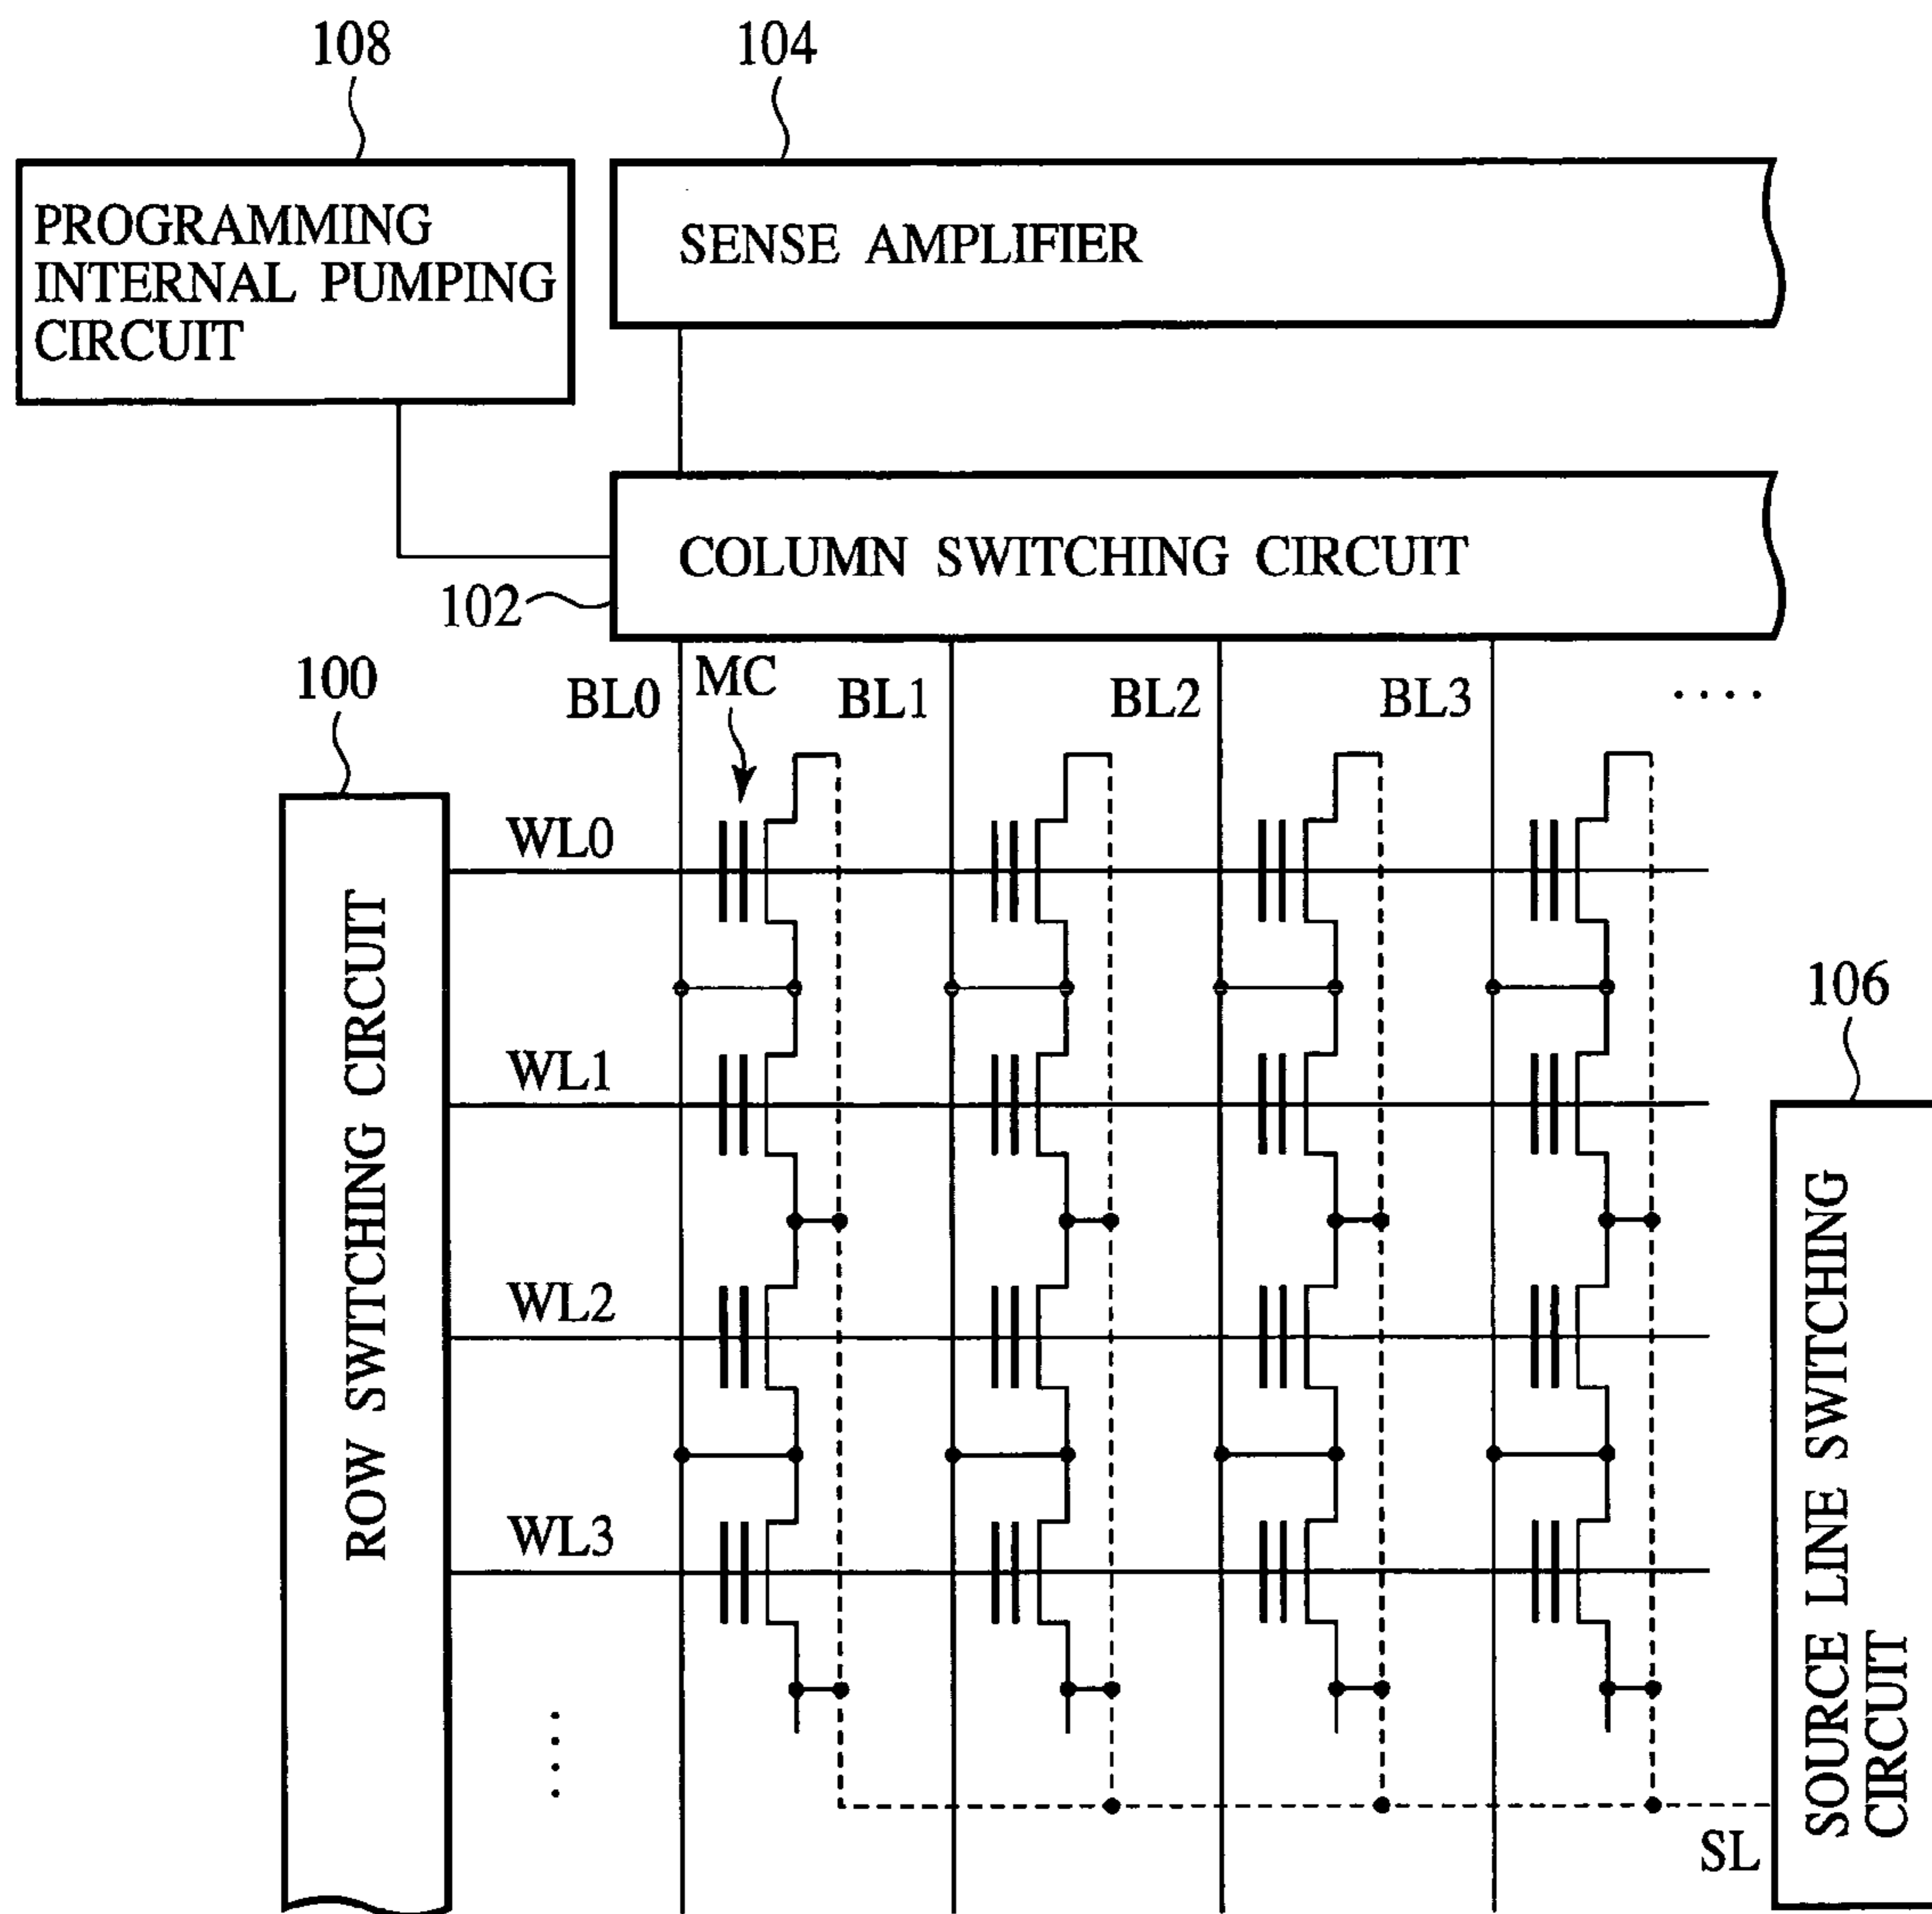 108
104
PROGRAMMING
INTERNAL PUMPING
CIRCUIT
SENSE AMPLIFIER
COLUMN SWITCHING CIRCUIT
102
100
BL0
MC
BL1
BL2
BL3
....
WL0
WL1
WL2
WL3
ROW SWITCHING CIRCUIT
106
SOURCE LINE SWITCHING
CIRCUIT
SL